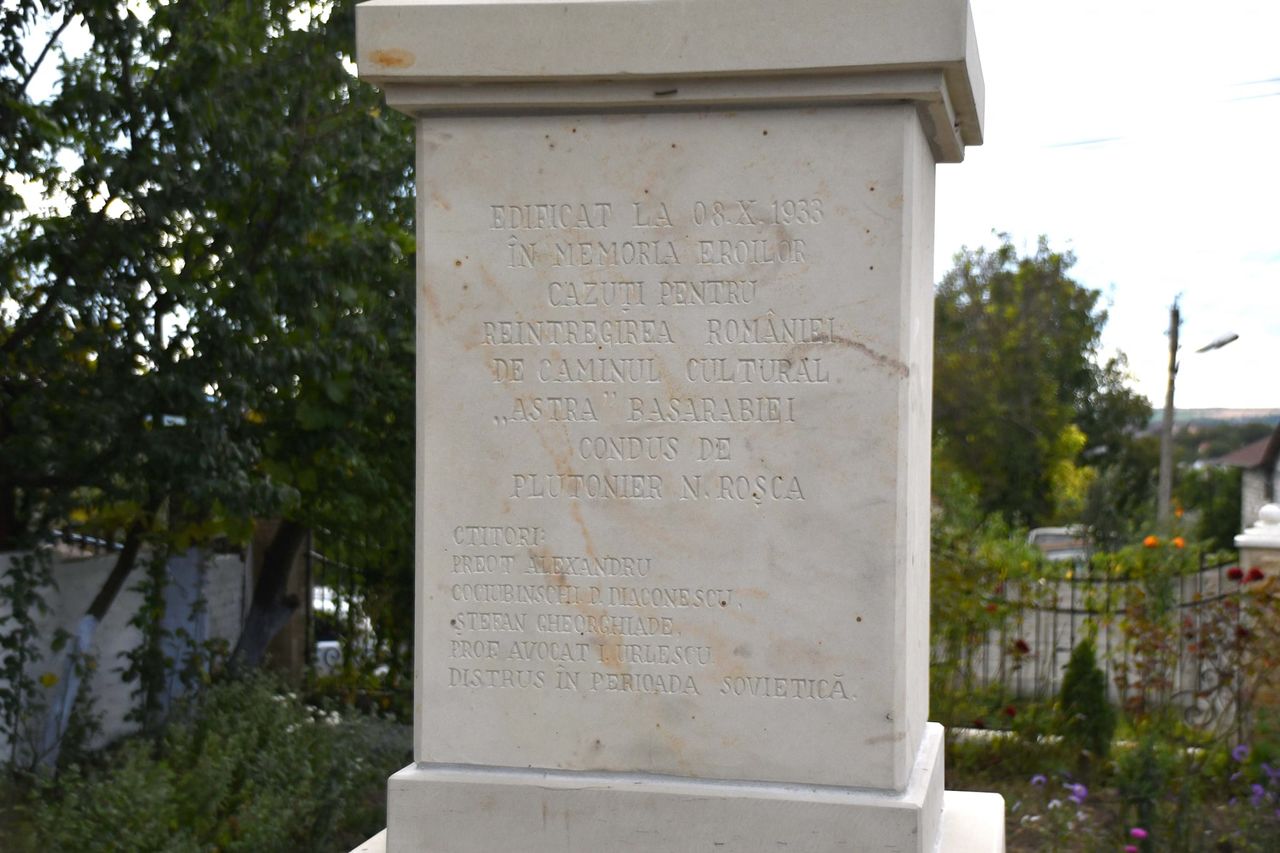 EDIFICAT LA 08.X.1933
ÎN MEMORIA EROILOR
CAZUȚI PENTRU
REINTREGIREA ROMÂNIEI
DE CAMINUL CULTURAL
„ASTRA” BASARABIEI
CONDUS DE
PLUTONIER N. ROȘCA
CTITORI:
PREOT ALEXANDRU
COCIUBINSCHI D. DIACONESCU,
ȘTEFAN GHEORGHIADE,
PROF. AVOCAT I. URLESCU
DISTRUS ÎN PERIOADA SOVIETICĂ.